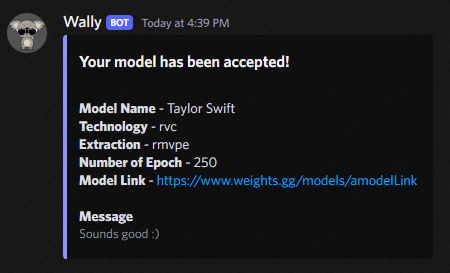 Wally BOT Today at 4:39 PM
Your model has been accepted!
Model Name - Taylor Swift
Technology - rvc
Extraction - rmvpe
Number of Epoch - 250
Model Link - https://www.weights.gg/models/amodelLink
Message
Sounds good :)